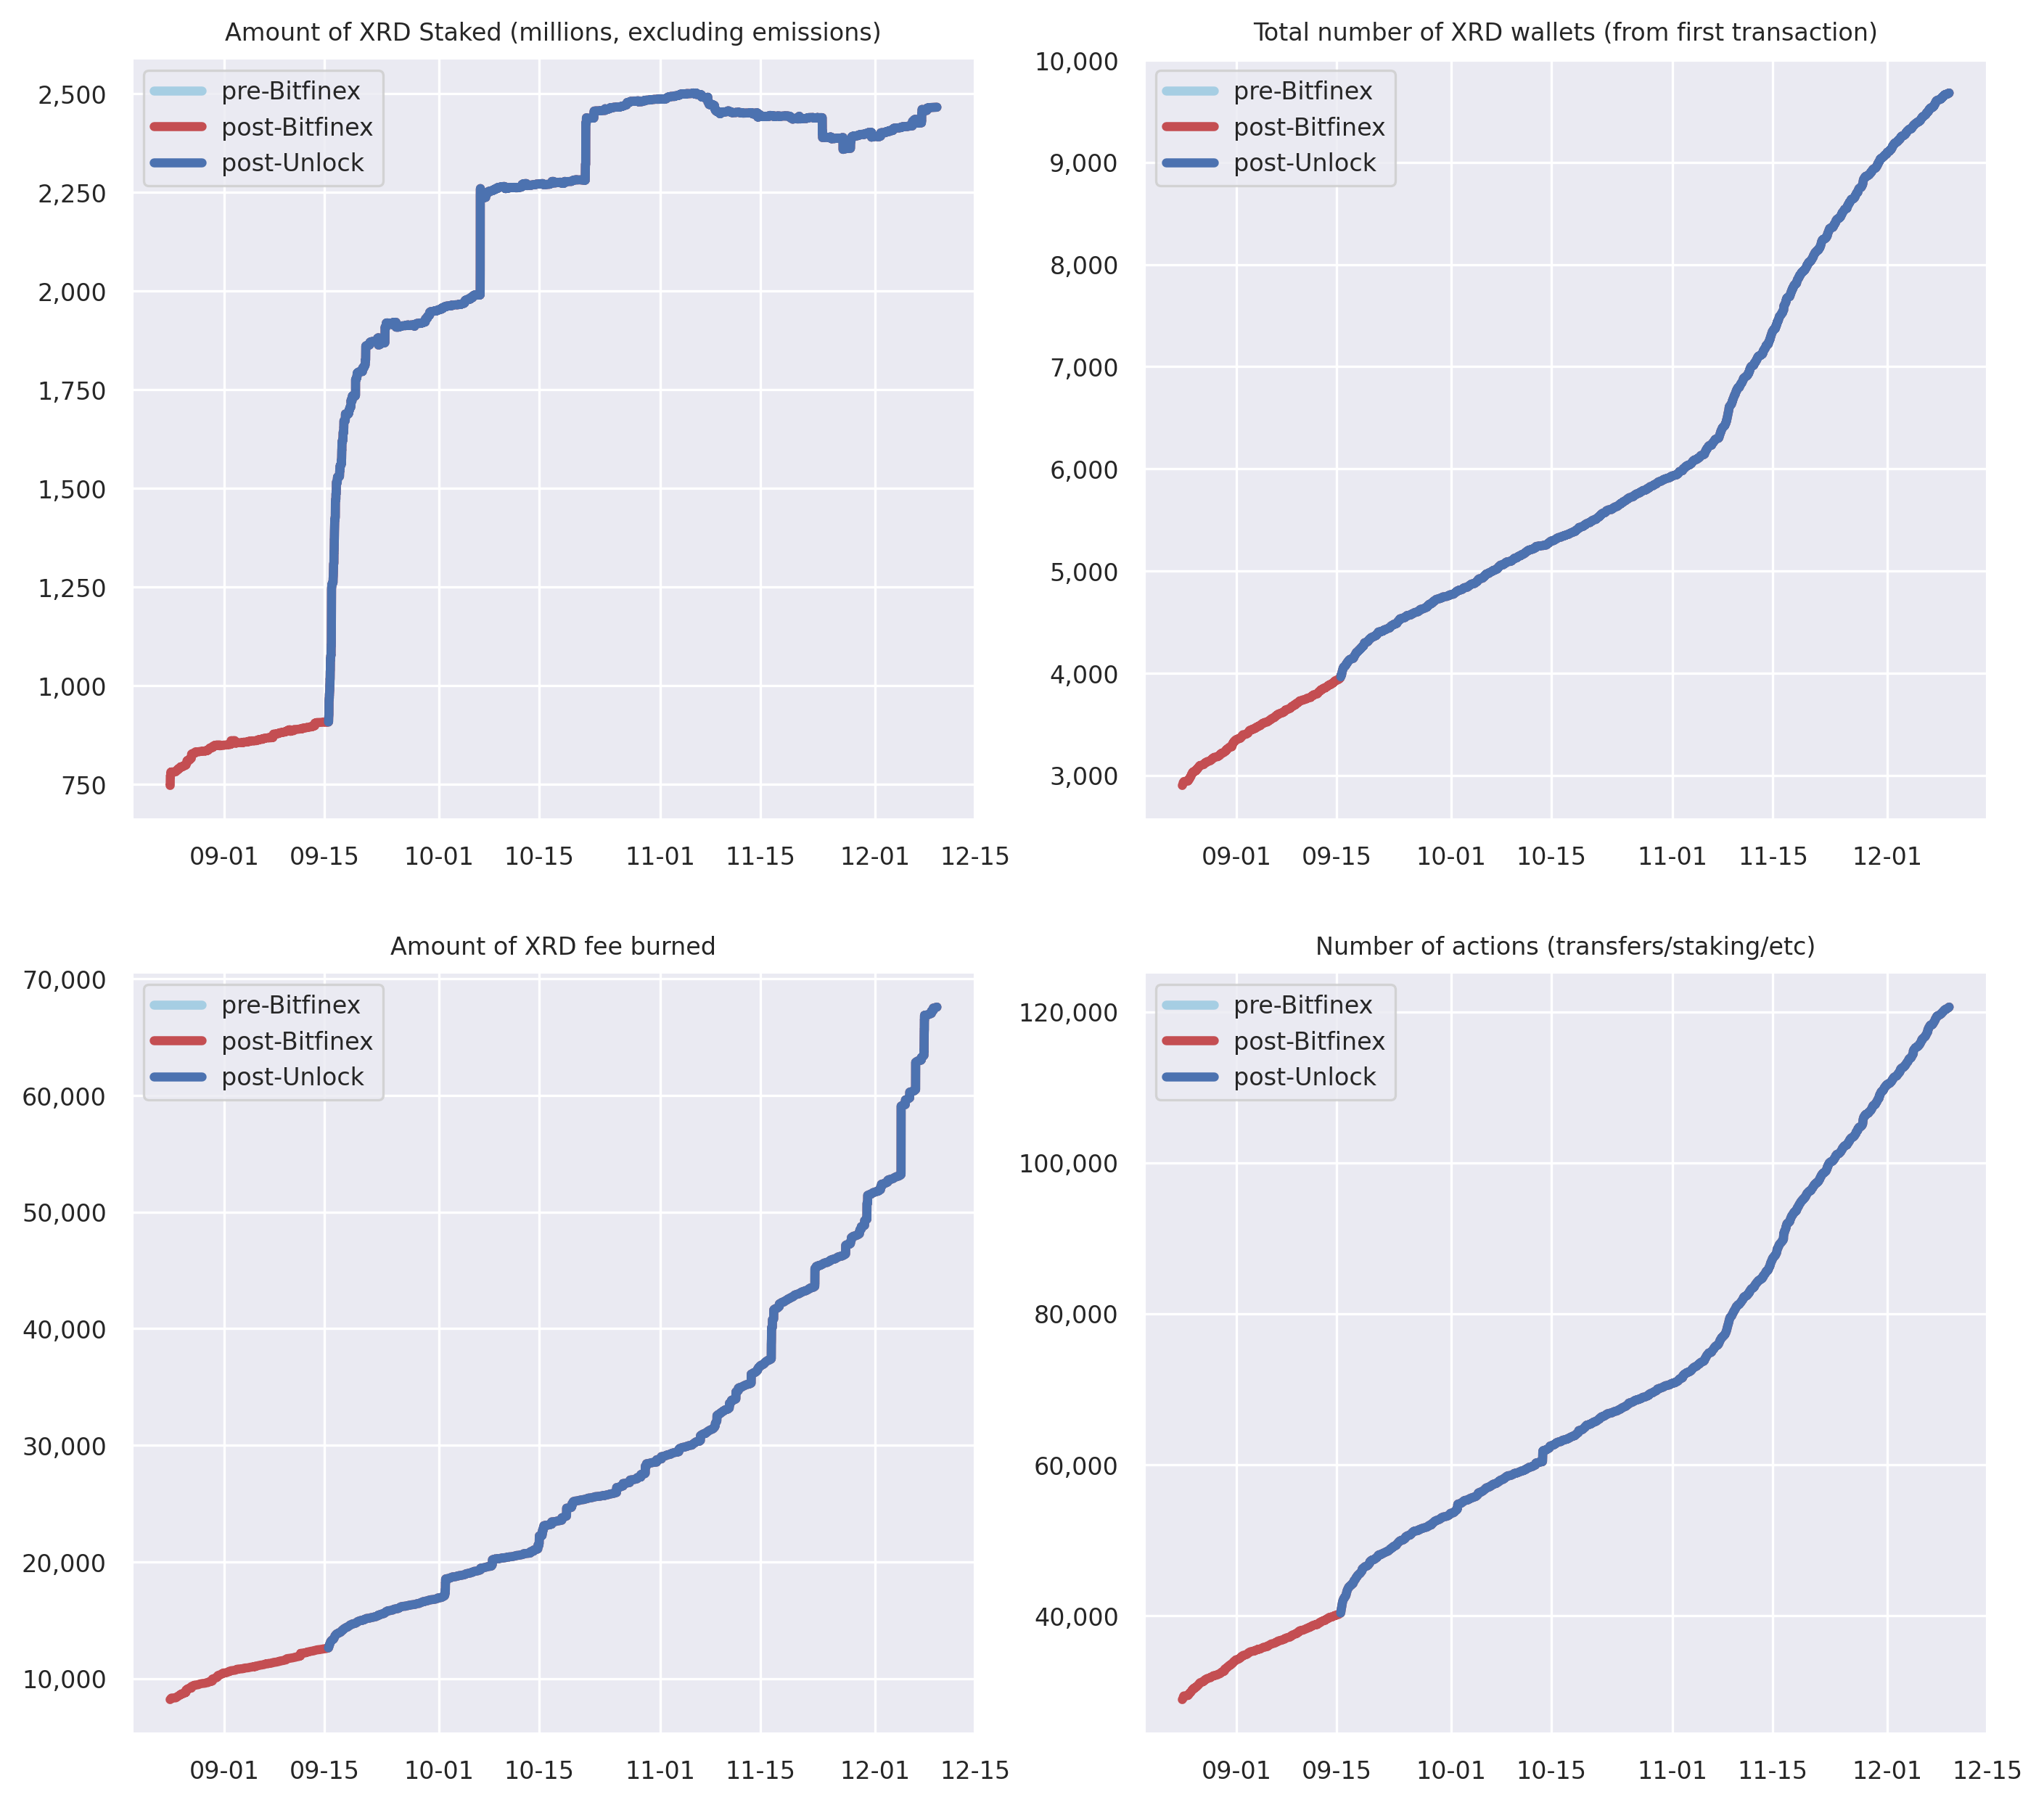 Amount of XRD Staked (millions, excluding emissions)
pre-Bitfinex
post-Bitfinex
post-Unlock
2,500
2,250
2,000
1,750
1,500
1,250
1,000
750
09-01 09-15 10-01 10-15 11-01 11-15 12-01 12-15
Total number of XRD wallets (from first transaction)
pre-Bitfinex
post-Bitfinex
post-Unlock
10,000
9,000
8,000
7,000
6,000
5,000
4,000
3,000
09-01 09-15 10-01 10-15 11-01 11-15 12-01
Amount of XRD fee burned
pre-Bitfinex
post-Bitfinex
post-Unlock
70,000
60,000
50,000
40,000
30,000
20,000
10,000
09-01 09-15 10-01 10-15 11-01 11-15 12-01 12-15
Number of actions (transfers/staking/etc)
pre-Bitfinex
post-Bitfinex
post-Unlock
120,000
100,000
80,000
60,000
40,000
09-01 09-15 10-01 10-15 11-01 11-15 12-01 12-15